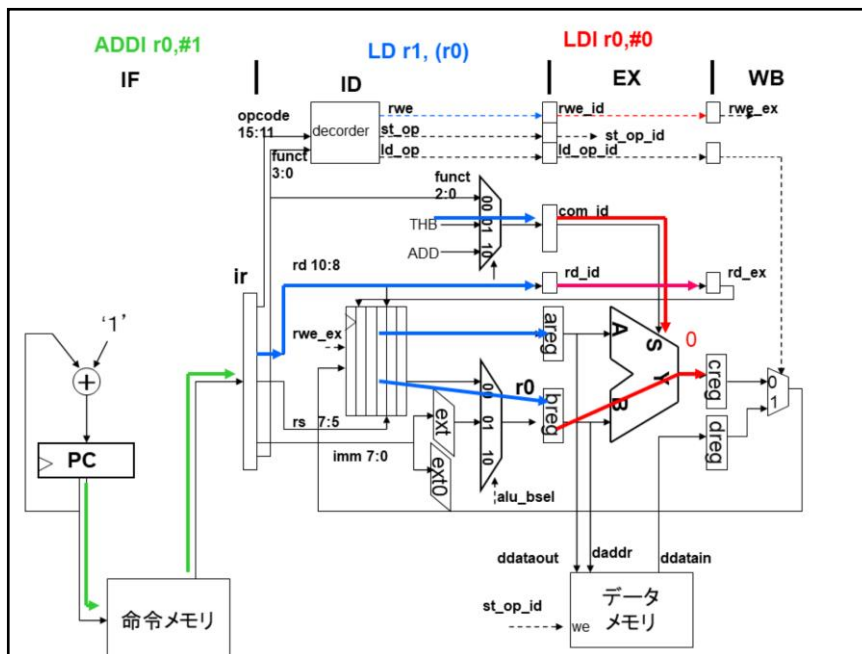 ADDI r0,#1
LD r1, (r0)
LDI r0,#0
IF
ID
EX
WB
opcode
15:11
funct
3:0
decorder
rwe
st_op
ld_op
rwe_id
st_op_id
ld_op_id
rwe_ex
funct
2:0
00
01
10
THB
ADD
com_id
ir
rd 10:8
rd_id
rd_ex
'1'
+
PC
rwe_ex
areg
breg
r0
A
B
S
Y
0
creg
dreg
0
1
00
01
10
ext
ext0
rs 7:5
imm 7:0
alu_bsel
ddataout
daddr
ddatain
st_op_id
we
データ
メモリ
命令メモリ